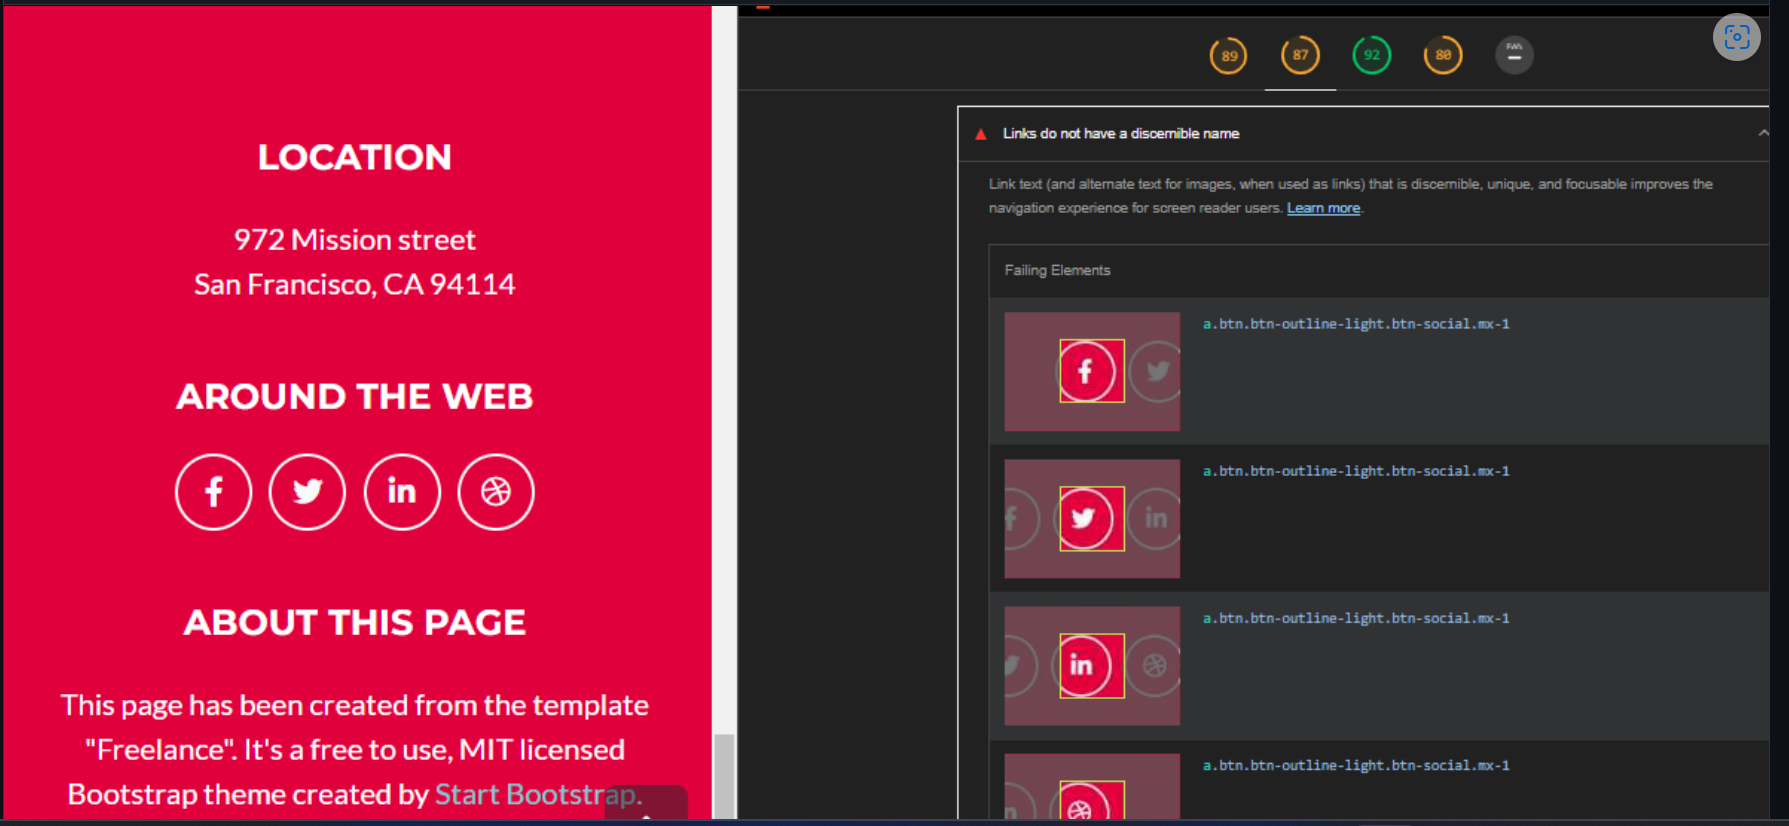 LOCATION
972 Mission street
San Francisco, CA 94114
AROUND THE WEB
f
in
ABOUT THIS PAGE
This page has been created from the template
"Freelance". It's a free to use, MIT licensed
Bootstrap theme created by Start Bootstrap.
89 87 92 80 PWA
Links do not have a discernible name
Link text (and alternate text for images, when used as links) that is discernible, unique, and focusable improves the
navigation experience for screen reader users. Learn more.
Failing Elements
f
a.btn.btn-outline-light.btn-social.mx-1
f in
a.btn.btn-outline-light.btn-social.mx-1
in
a.btn.btn-outline-light.btn-social.mx-1
a.btn.btn-outline-light.btn-social.mx-1